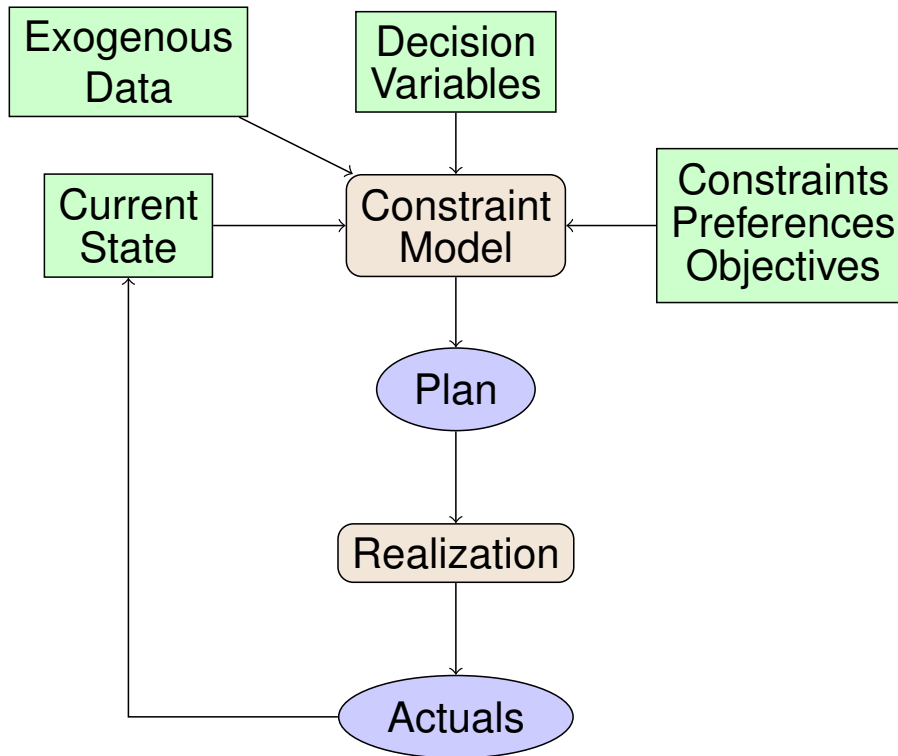 Exogenous
Data
Decision
Variables
Current
State
Constraint
Model
Constraints
Preferences
Objectives
Plan
Realization
Actuals